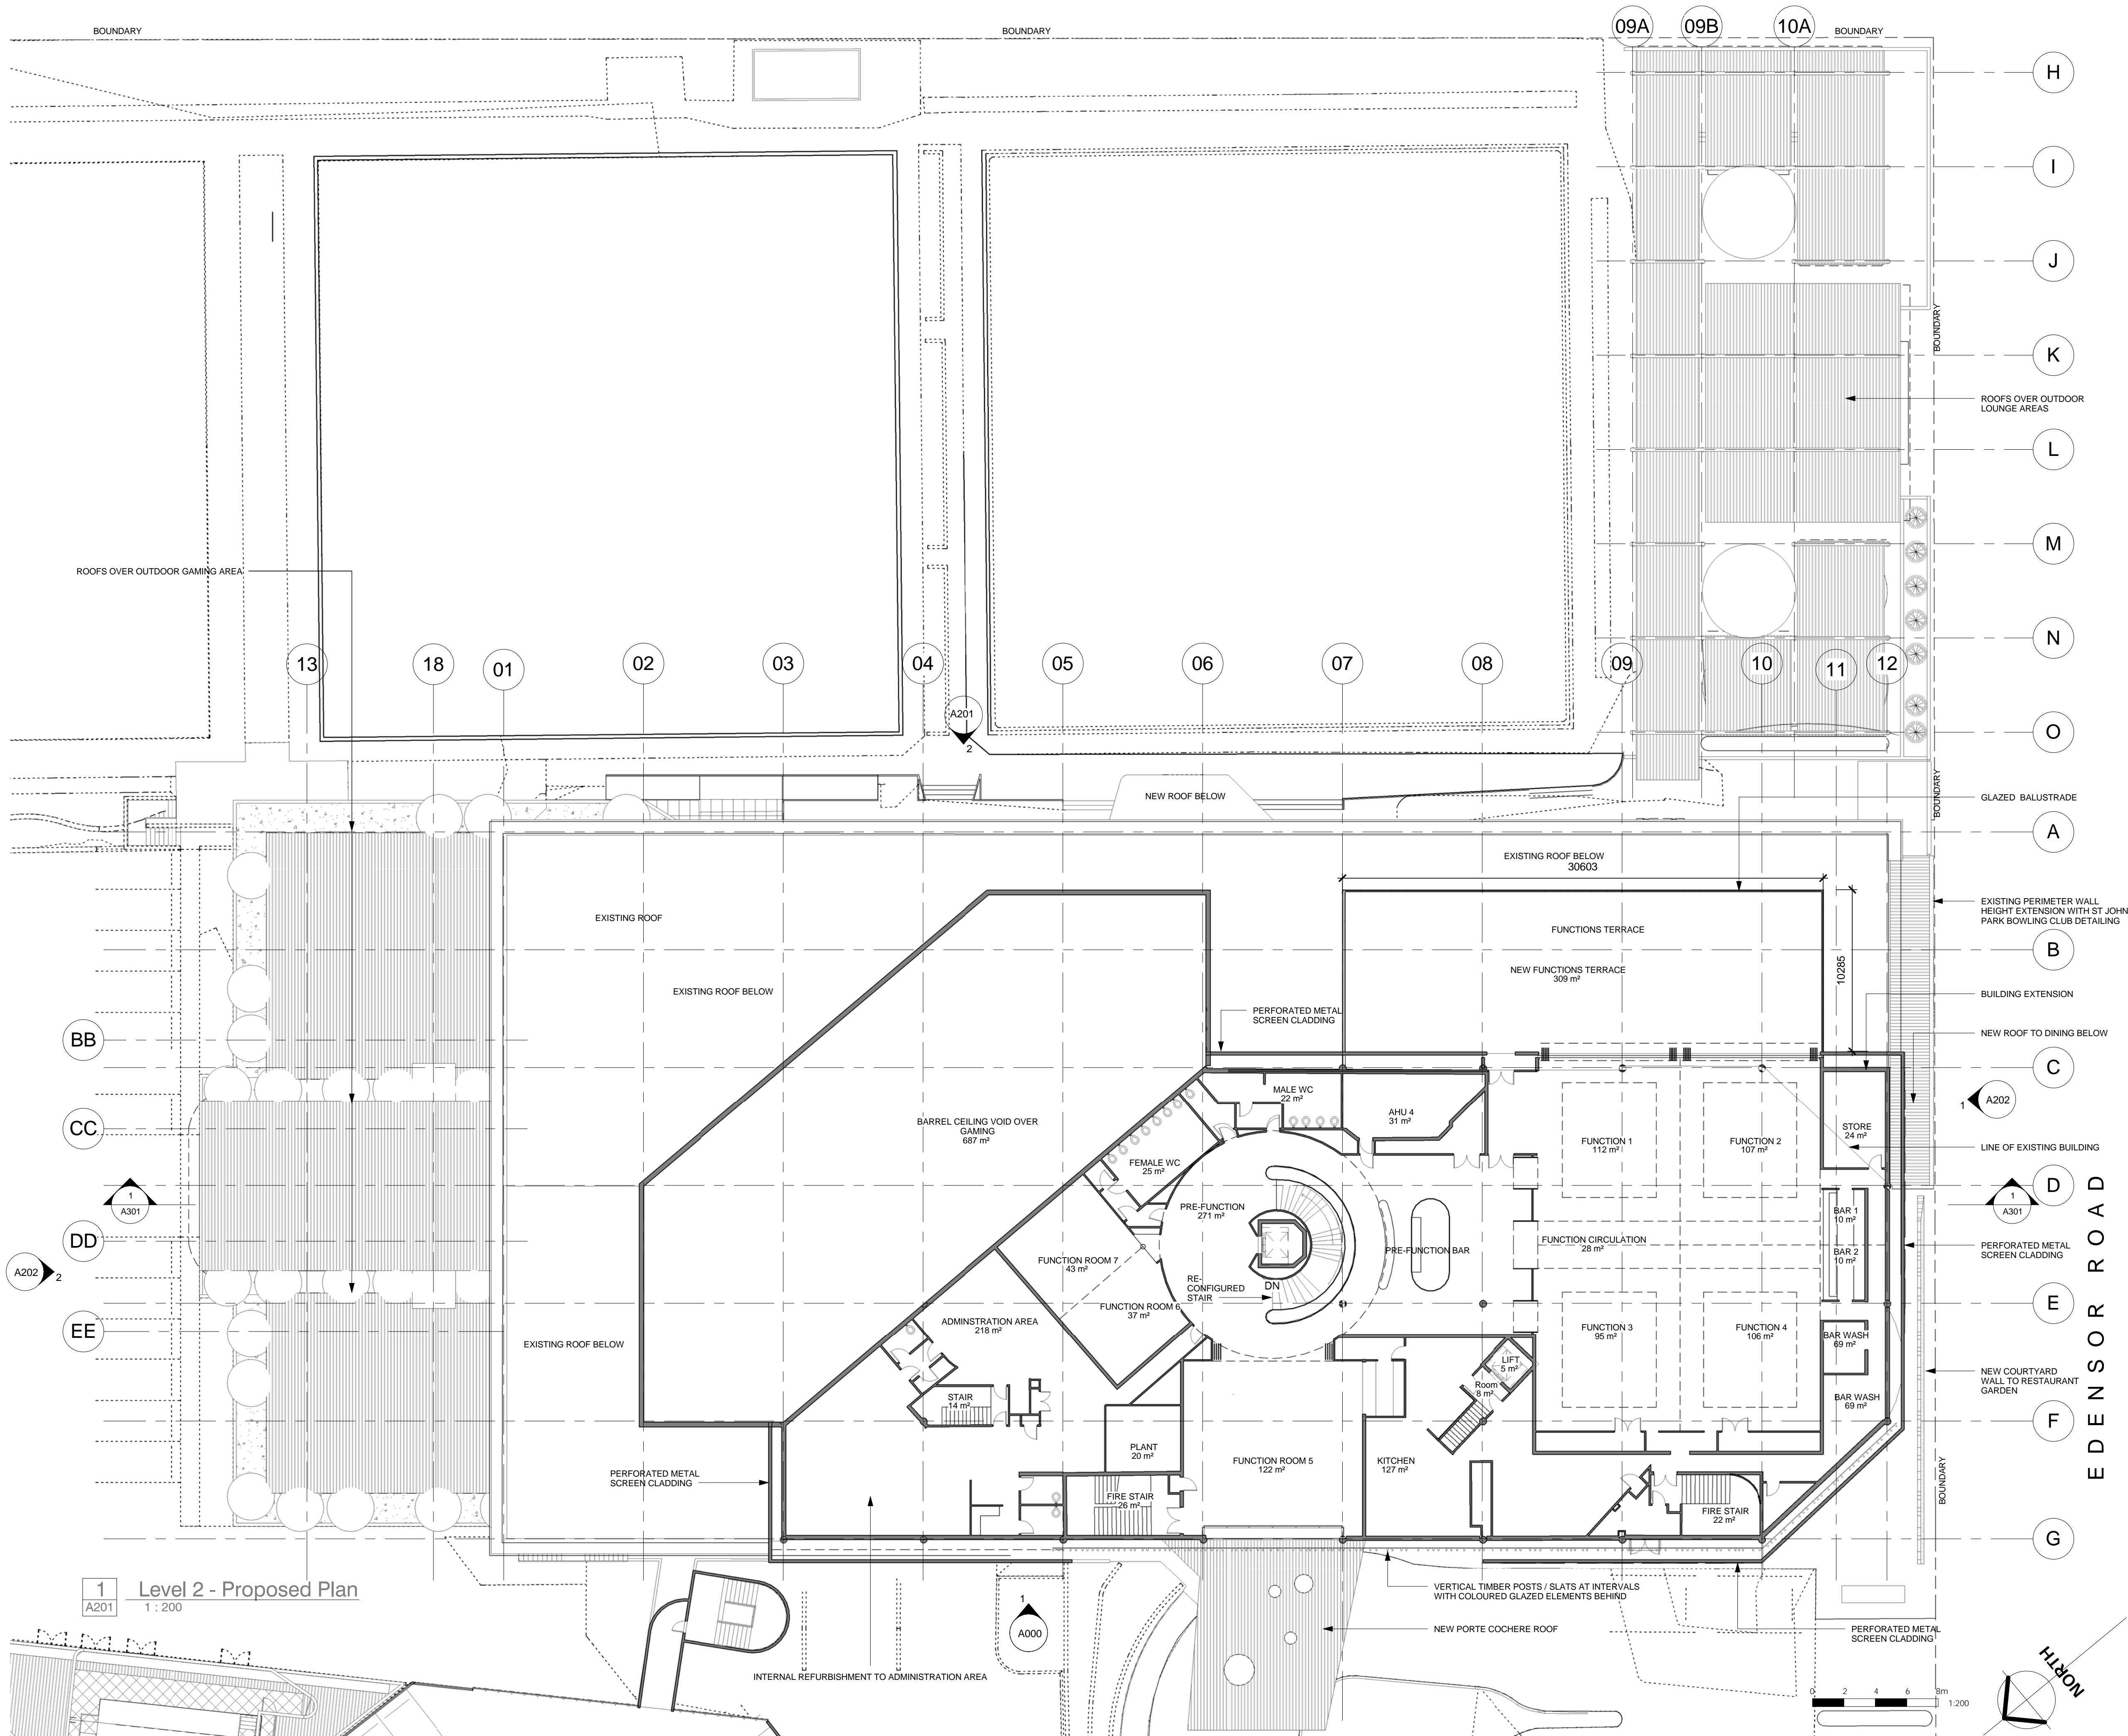 BOUNDARY
BOUNDARY
09A
09B
10A
BOUNDARY
H
I
J
BOUNDARY
K
ROOFS OVER OUTDOOR
LOUNGE AREAS
L
M
ROOFS OVER OUTDOOR GAMING AREA
N
13
18
01
02
03
04
05
06
07
08
09
10
11
12
A201
2
O
BOUNDARY
NEW ROOF BELOW
GLAZED BALUSTRADE
A
EXISTING ROOF BELOW
30603
EXISTING PERIMETER WALL
HEIGHT EXTENSION WITH ST JOHN
PARK BOWLING CLUB DETAILING
EXISTING ROOF
FUNCTIONS TERRACE
B
NEW FUNCTIONS TERRACE
309 m²
10285
EXISTING ROOF BELOW
BUILDING EXTENSION
PERFORATED METAL
SCREEN CLADDING
NEW ROOF TO DINING BELOW
BB
C
MALE WC
22 m²
AHU 4
31 m²
1
A202
BARREL CEILING VOID OVER
GAMING
687 m²
CC
STORE
24 m²
FUNCTION 1
112 m²
FUNCTION 2
107 m²
LINE OF EXISTING BUILDING
FEMALE WC
25 m²
D
1
A301
1
A301
PRE-FUNCTION
271 m²
BAR 1
10 m²
DD
FUNCTION CIRCULATION
28 m²
PRE-FUNCTION BAR
BAR 2
10 m²
PERFORATED METAL
SCREEN CLADDING
EDENSOR ROAD
A202
2
FUNCTION ROOM 7
43 m²
RE-
CONFIGURED
STAIR
DN
FUNCTION ROOM 6
37 m²
E
ADMINSTRATION AREA
218 m²
FUNCTION 3
95 m²
FUNCTION 4
106 m²
BAR WASH
69 m²
EE
EXISTING ROOF BELOW
LIFT
5 m²
Room
8 m²
NEW COURTYARD
WALL TO RESTAURANT
GARDEN
STAIR
14 m²
BAR WASH
69 m²
F
PLANT
20 m²
FUNCTION ROOM 5
122 m²
KITCHEN
127 m²
PERFORATED METAL
SCREEN CLADDING
BOUNDARY
FIRE STAIR
26 m²
FIRE STAIR
22 m²
G
1
A201
Level 2 - Proposed Plan
1 : 200
1
A000
VERTICAL TIMBER POSTS / SLATS AT INTERVALS
WITH COLOURED GLAZED ELEMENTS BEHIND
NEW PORTE COCHERE ROOF
PERFORATED METAL
SCREEN CLADDING
INTERNAL REFURBISHMENT TO ADMINISTRATION AREA
NORTH
0 2 4 6 8m
1:200